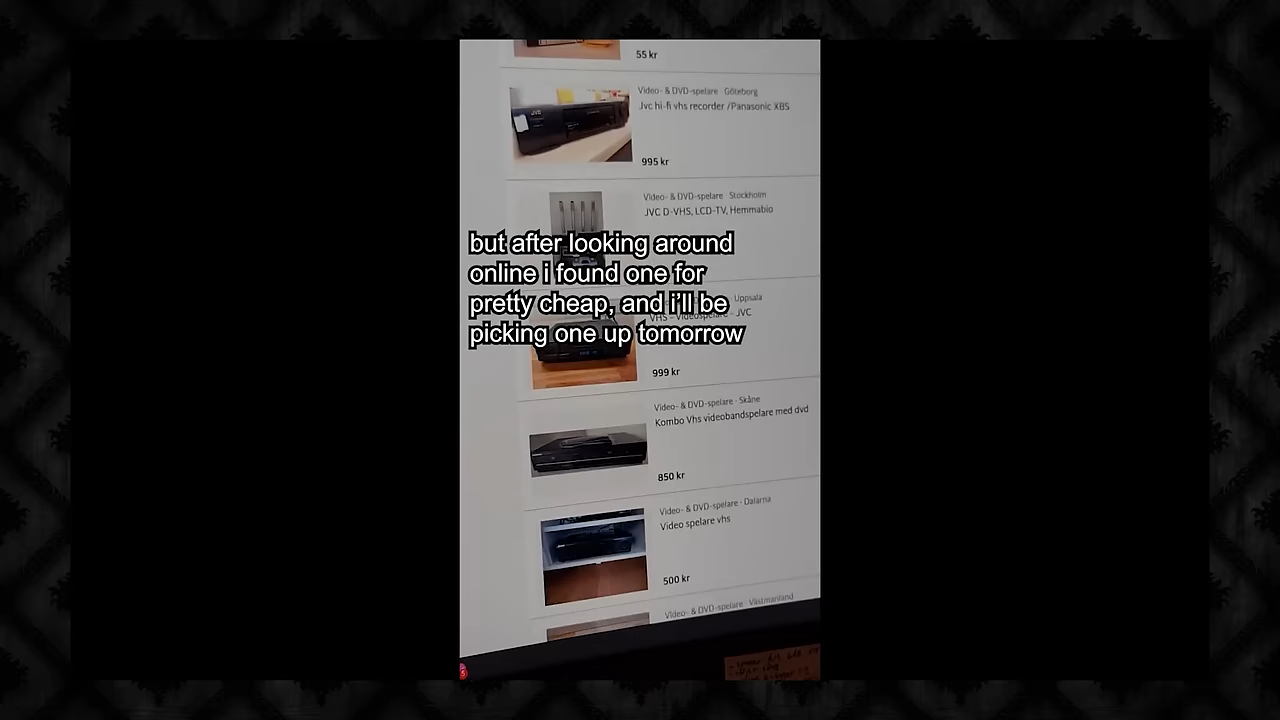 55 kr
Video- & DVD-spelare · Göteborg
Jvc hi-fi vhs recorder /Panasonic XBS
995 kr
Video- & DVD-spelare · Stockholm
JVC D-VHS, LCD-TV, Hemmabio
but after looking around
online i found one for
pretty cheap, and i'll be
picking one up tomorrow
Uppsala
VHS - Videospelare - JVC
999 kr
Video- & DVD-spelare · Skåne
Kombo Vhs videobandspelare med dvd
850 kr
Video- & DVD-spelare · Dalarna
Video spelare vhs
500 kr
Video- & DVD-spelare · Västmanland